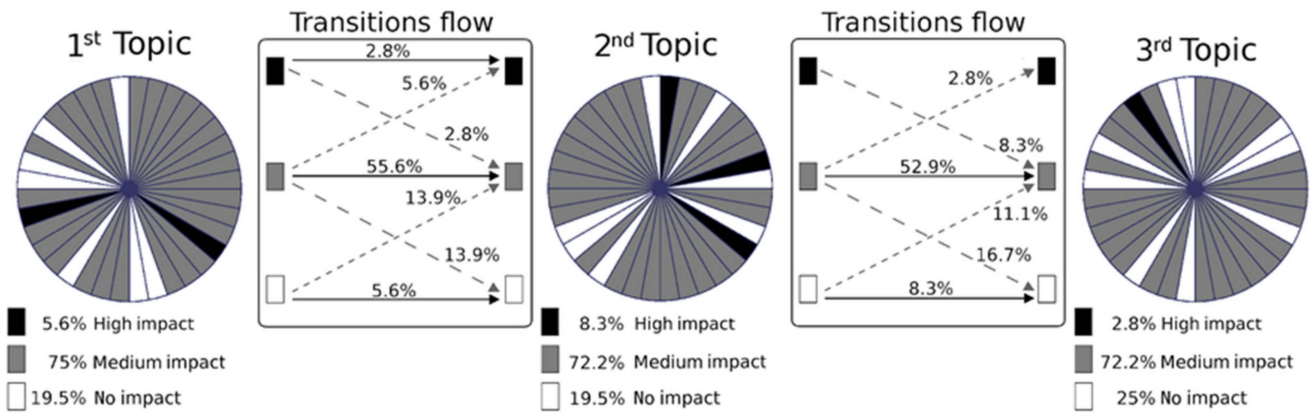 Transitions flow
Transitions flow
1st Topic
2nd Topic
3rd Topic
2.8%
5.6%
2.8%
55.6%
13.9%
13.9%
5.6%
2.8%
8.3%
52.9%
11.1%
16.7%
8.3%
5.6% High impact
75% Medium impact
19.5% No impact
8.3% High impact
72.2% Medium impact
19.5% No impact
2.8% High impact
72.2% Medium impact
25% No impact